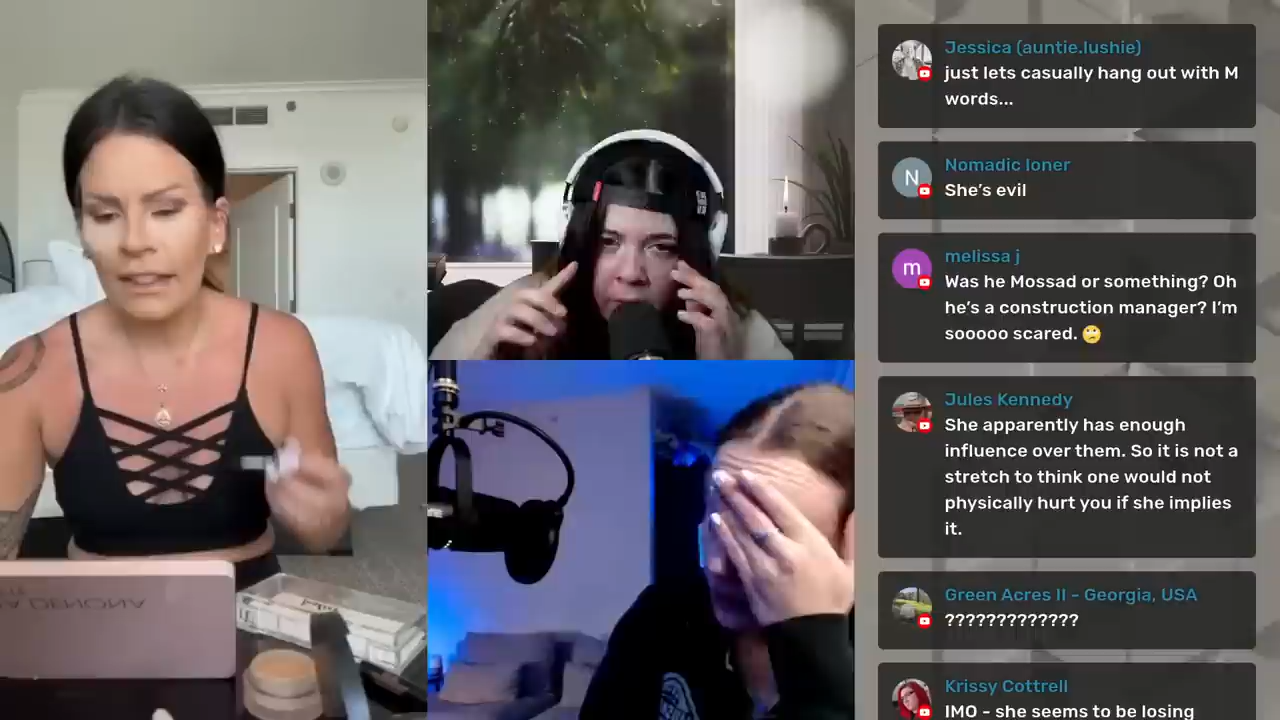 Jessica (auntie.lushie)
just lets casually hang out with M
words...
N
Nomadic loner
She's evil
m
melissa j
Was he Mossad or something? Oh
he's a construction manager? I'm
sooooo scared. 🙄
Jules Kennedy
She apparently has enough
influence over them. So it is not a
stretch to think one would not
physically hurt you if she implies
it.
Green Acres II - Georgia, USA
?????????????
Krissy Cottrell
IMO - she seems to be losing
DENONA